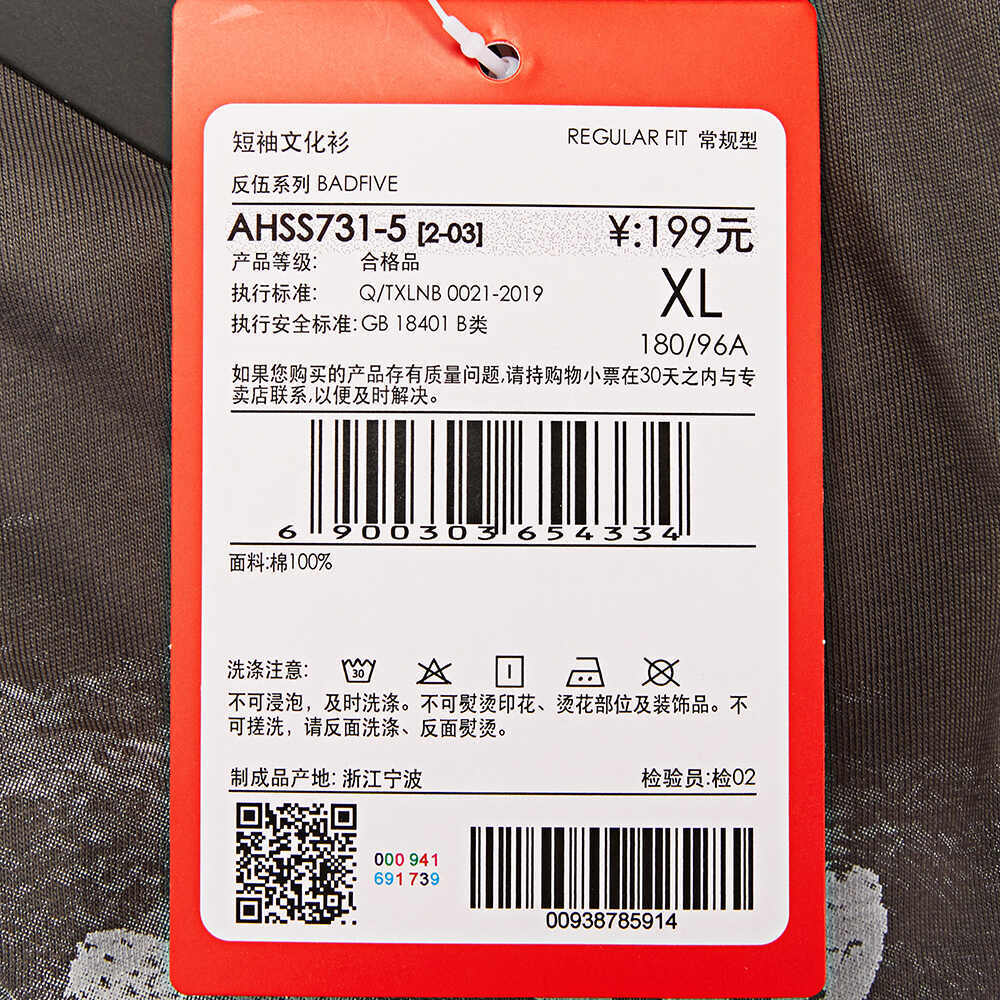 短袖文化衫
REGULAR FIT 常规型
反伍系列 BADFIVE
AHSS731-5 [2-03]
¥:199元
产品等级: 合格品
执行标准: Q/TXLNB 0021-2019
XL
执行安全标准: GB 18401 B类
180/96A
如果您购买的产品存有质量问题,请持购物小票在30天之内与专
卖店联系,以便及时解决。
6 900303 654334
面料:棉100%
洗涤注意: 30
不可浸泡，及时洗涤。不可熨烫印花、烫花部位及装饰品。不
可搓洗，请反面洗涤、反面熨烫。
制成品产地: 浙江宁波
检验员:检02
000 941
691 739
00938785914